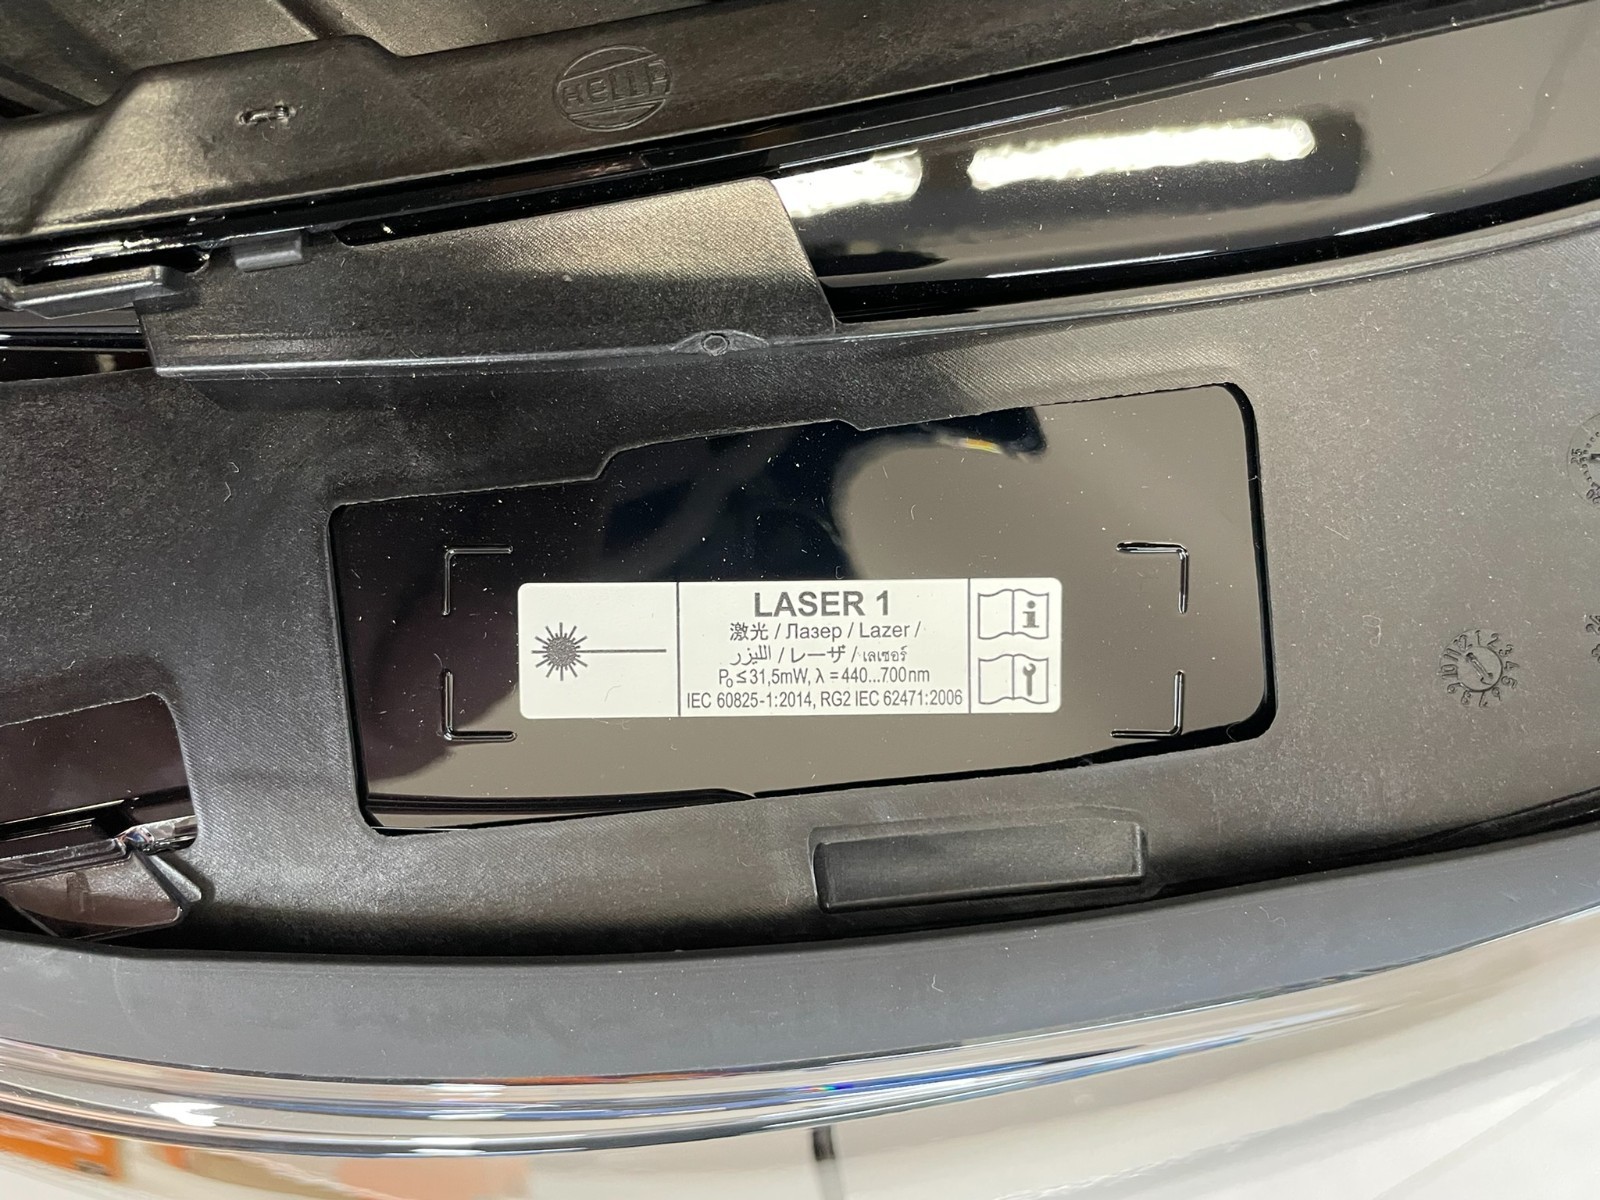 HELLA
LASER 1
激光 / Лазер / Lazer /
الليزر / レーザ / เลเซอร์
P₀ ≤ 31,5mW, λ = 440...700nm
IEC 60825-1:2014, RG2 IEC 62471:2006